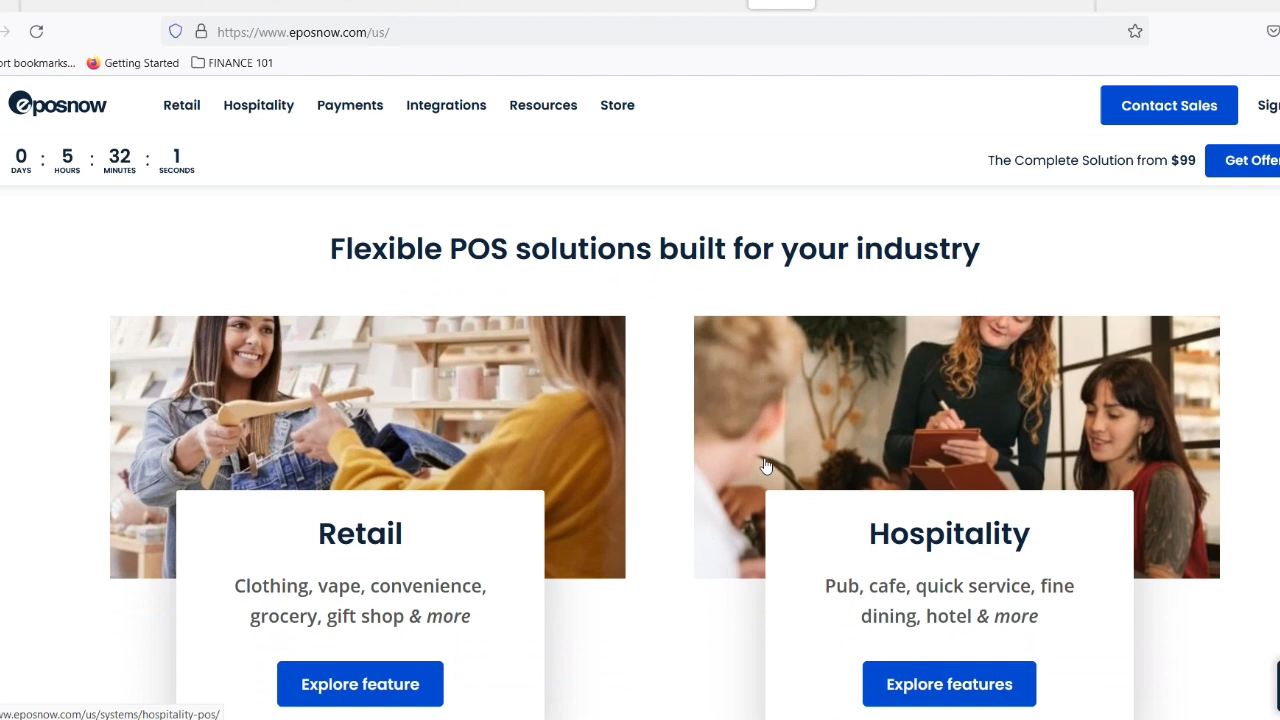 https://www.eposnow.com/us/
ort bookmarks... Getting Started FINANCE 101
eposnow Retail Hospitality Payments Integrations Resources Store Contact Sales Sign
0 : 5 : 32 : 1
DAYS HOURS MINUTES SECONDS
The Complete Solution from $99 Get Offe
Flexible POS solutions built for your industry
Retail
Clothing, vape, convenience,
grocery, gift shop & more
Explore feature
Hospitality
Pub, cafe, quick service, fine
dining, hotel & more
Explore features
ww.eposnow.com/us/systems/hospitality-pos/